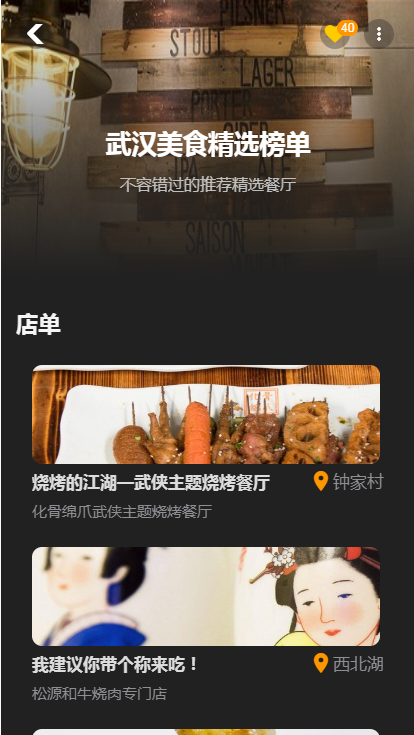 PILSNER
40
STOUT
LAGER
PORTER
CIDER
武汉美食精选榜单
不容错过的推荐精选餐厅
SAISON
店单
烧烤的江湖—武侠主题烧烤餐厅
钟家村
化骨绵爪武侠主题烧烤餐厅
我建议你带个称来吃！
西北湖
松源和牛烧肉专门店